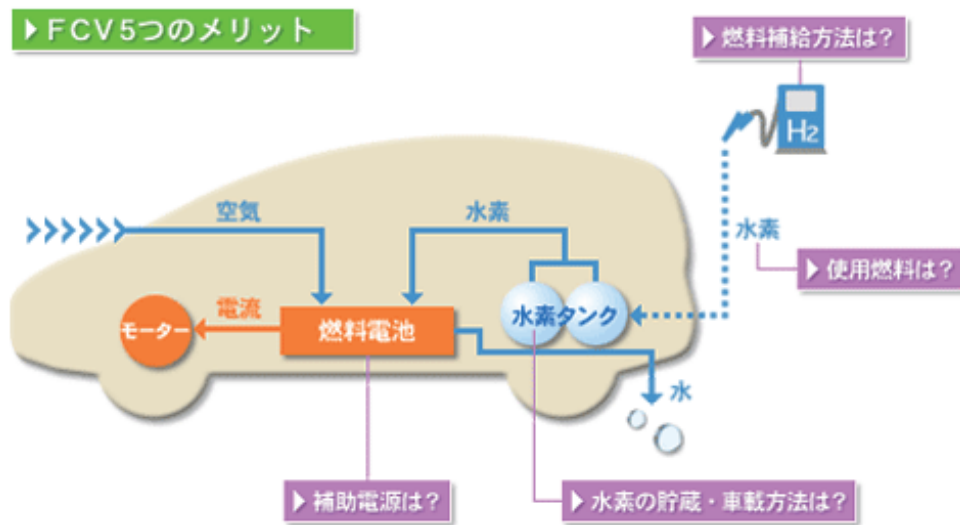 FCV5つのメリット
燃料補給方法は?
H2
空気
水素
水素
使用燃料は?
電流
モーター
燃料電池
水素タンク
水
補助電源は?
水素の貯蔵・車載方法は?